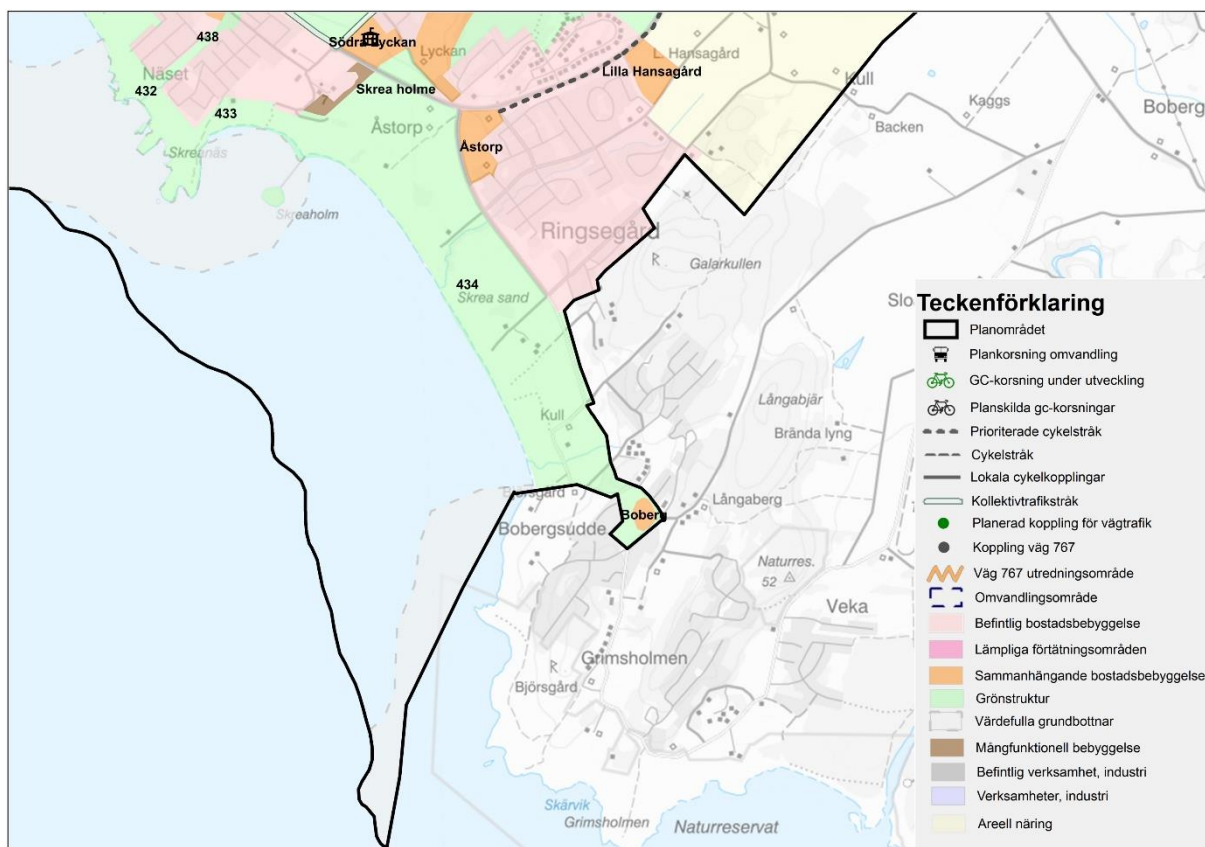 438
Södra Lyckan
Lyckan
L. Hansagård
Näset
Lilla Hansagård
Kull
432
Skrea holme
Kaggs
433
7
Boberg
Åstorp
Backen
Skreanäs
Åstorp
Skreaholm
Ringsegård
Galarkullen
434
Skrea sand
Kull
Långabjär
Brända lyng
Björsgård
Långaberg
Boberg
Bobergsudde
Naturres.
52
Veka
Grimsholmen
Björsgård
Skärvik
Grimsholmen
Naturreservat
Slo
Teckenförklaring
Planområdet
Plankorsning omvandling
GC-korsning under utveckling
Planskilda gc-korsningar
Prioriterade cykelstråk
Cykelstråk
Lokala cykelkopplingar
Kollektivtrafikstråk
Planerad koppling för vägtrafik
Koppling väg 767
Väg 767 utredningsområde
Omvandlingsområde
Befintlig bostadsbebyggelse
Lämpliga förtätningsområden
Sammanhängande bostadsbebyggelse
Grönstruktur
Värdefulla grundbottnar
Mångfunktionell bebyggelse
Befintlig verksamhet, industri
Verksamheter, industri
Areell näring